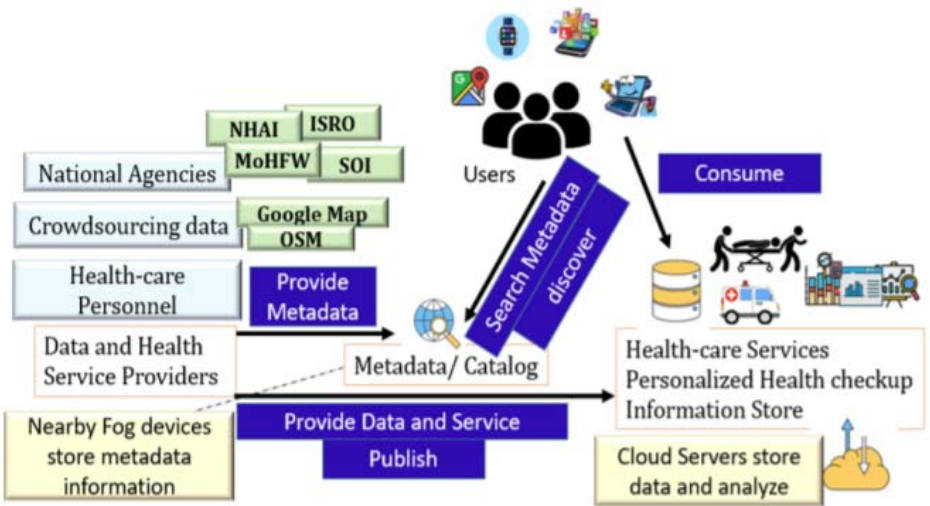 NHAI
ISRO
MoHFW
SOI
National Agencies
Google Map
OSM
Crowdsourcing data
Health-care
Personnel
Provide
Metadata
Data and Health
Service Providers
Nearby Fog devices
store metadata
information
G
Users
Search Metadata
discover
Consume
Metadata/ Catalog
Provide Data and Service
Publish
Health-care Services
Personalized Health checkup
Information Store
Cloud Servers store
data and analyze